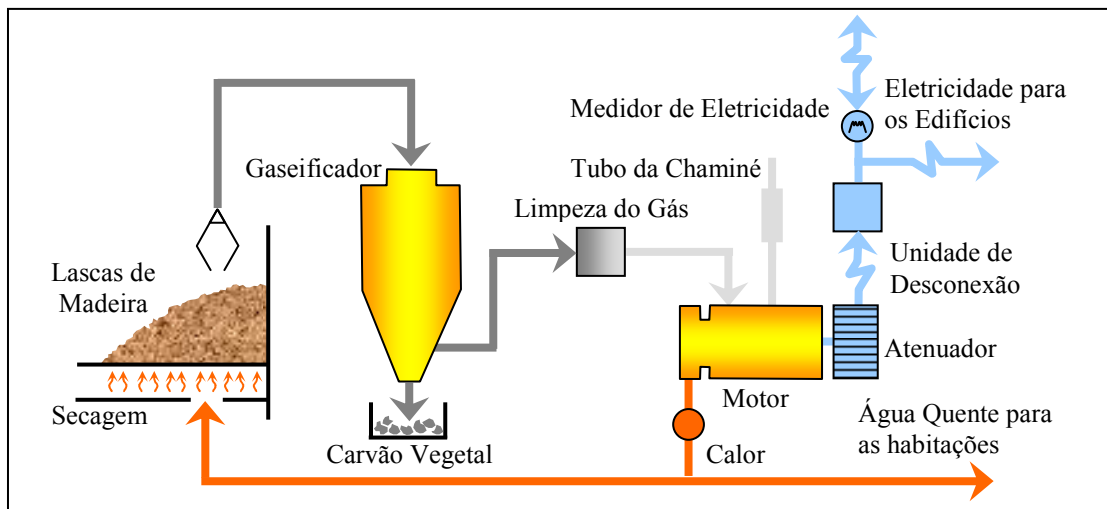 Medidor de Eletricidade
Eletricidade para
os Edifícios
Gaseificador
Tubo da Chaminé
Limpeza do Gás
Lascas de
Madeira
Unidade de
Desconexão
Atenuador
Secagem
Motor
Água Quente para
as habitações
Carvão Vegetal
Calor